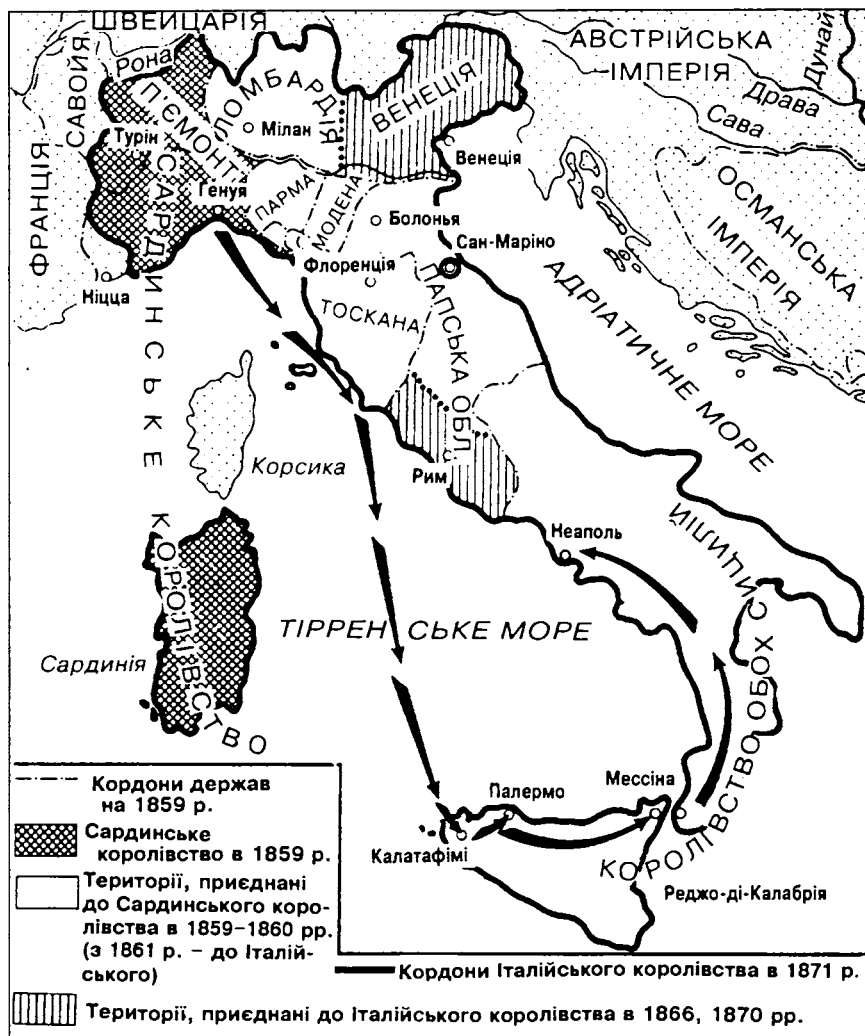 ШВЕЙЦАРІЯ
АВСТРІЙСЬКА
ІМПЕРІЯ
Дунай
Драва
Сава
Рона
САВОЙЯ
П'ЄМОНТ
ЛОМБАРДІЯ
ВЕНЕЦІЯ
Турін
Мілан
Венеція
ФРАНЦІЯ
Генуя
ПАРМА
МОДЕНА
Болонья
ОСМАНСЬКА
ІМПЕРІЯ
Сан-Маріно
Флоренція
Ніцца
ТОСКАНА
ПАПСЬКА ОБЛ.
АДРІАТИЧНЕ МОРЕ
САРДИНСЬКЕ
КОРОЛІВСТВО
Корсика
Рим
Неаполь
ТІРРЕНСЬКЕ МОРЕ
Сардинія
КОРОЛІВСТВО ОБОХ СИЦИЛІЙ
Палермо
Мессіна
Калатафімі
Реджо-ді-Калабрія
Кордони держав
на 1859 р.
Сардинське
королівство в 1859 р.
Території, приєднані
до Сардинського коро-
лівства в 1859–1860 рр.
(з 1861 р. – до Італій-
ського)
Кордони Італійського королівства в 1871 р.
Території, приєднані до Італійського королівства в 1866, 1870 рр.